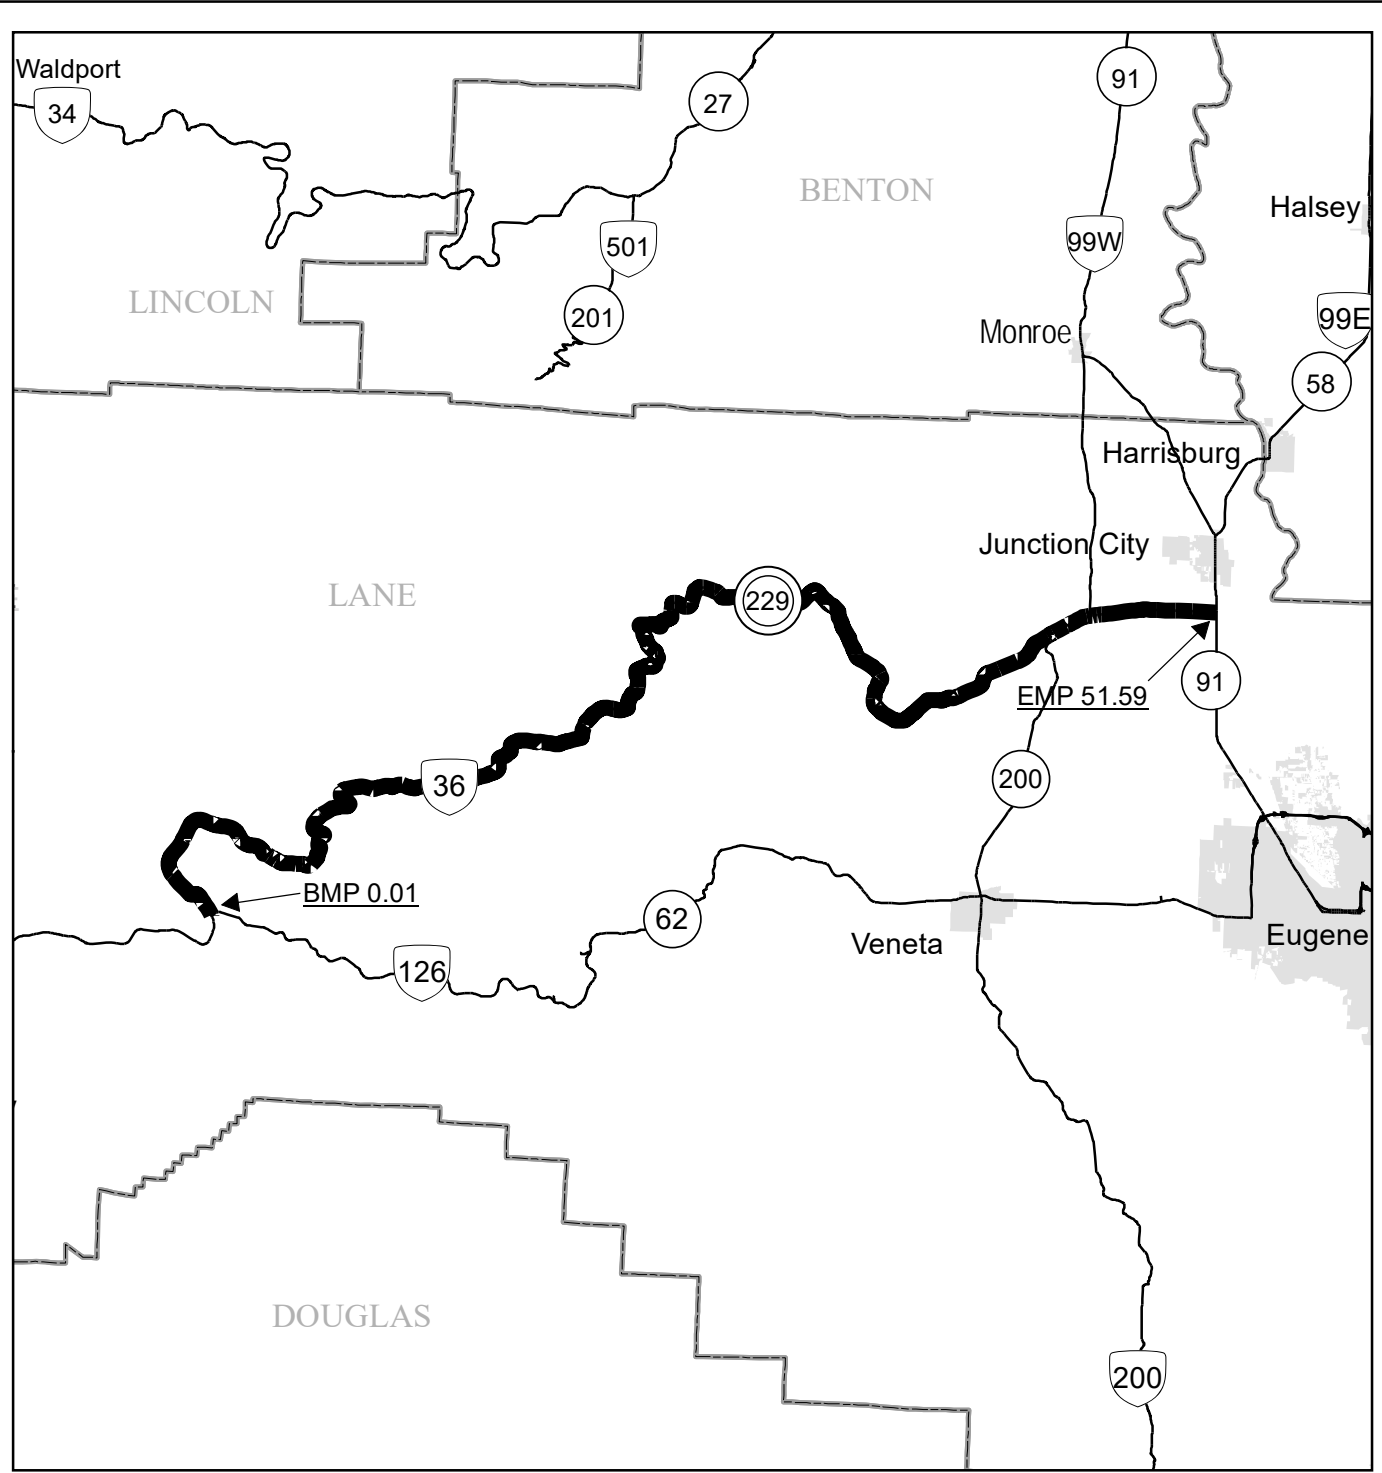 Waldport
34
27
91
BENTON
Halsey
501
99W
LINCOLN
201
99E
Monroe
58
Harrisburg
Junction City
LANE
229
EMP 51.59
91
36
200
BMP 0.01
62
Veneta
Eugene
126
DOUGLAS
200